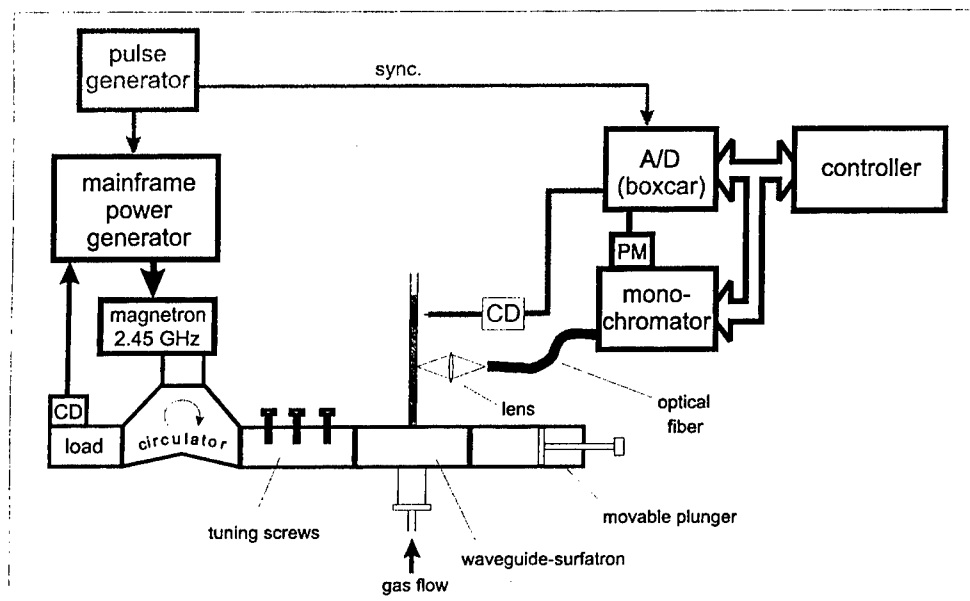 pulse
generator
sync.
mainframe
power
generator
A/D
(boxcar)
controller
PM
mono-
chromator
magnetron
2.45 GHz
CD
CD
load
circulator
lens
optical
fiber
tuning screws
movable plunger
waveguide-surfatron
gas flow